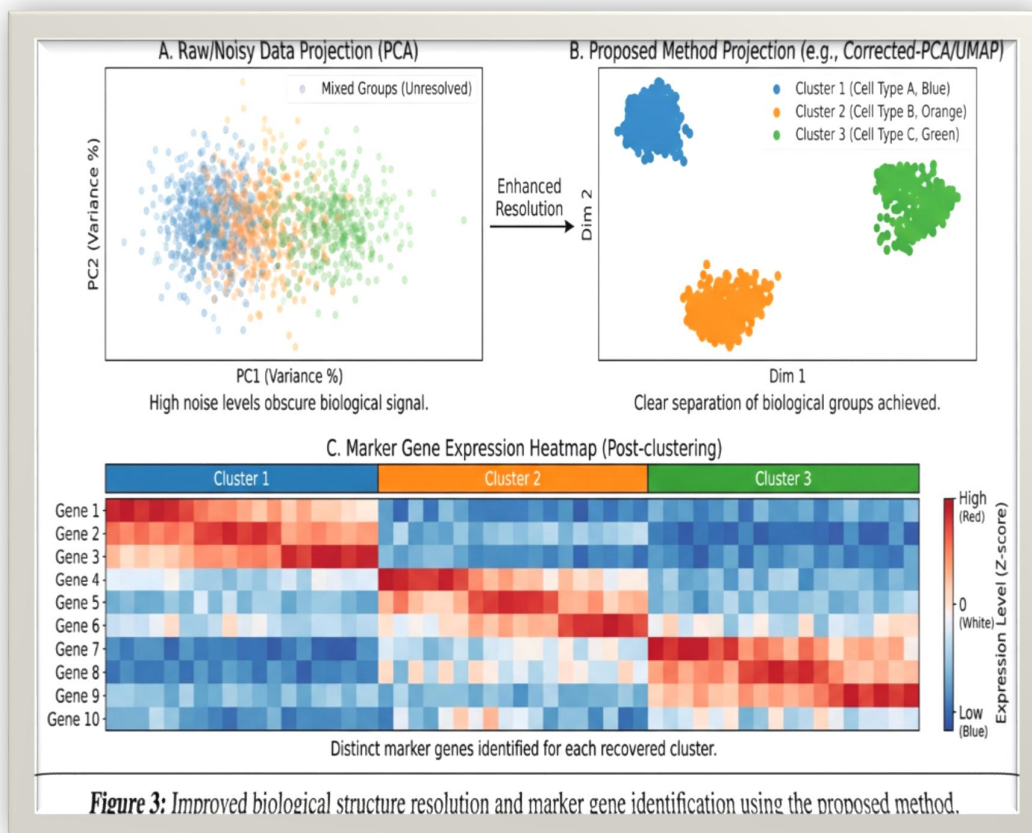 A. Raw/Noisy Data Projection (PCA)
Mixed Groups (Unresolved)
PC2 (Variance %)
PC1 (Variance %)
High noise levels obscure biological signal.
Enhanced
Resolution
B. Proposed Method Projection (e.g., Corrected-PCA/UMAP)
Cluster 1 (Cell Type A, Blue)
Cluster 2 (Cell Type B, Orange)
Cluster 3 (Cell Type C, Green)
Dim 2
Dim 1
Clear separation of biological groups achieved.
C. Marker Gene Expression Heatmap (Post-clustering)
Cluster 1
Cluster 2
Cluster 3
Gene 1
Gene 2
Gene 3
Gene 4
Gene 5
Gene 6
Gene 7
Gene 8
Gene 9
Gene 10
High
(Red)
0
(White)
Low
(Blue)
Expression Level (Z-score)
Distinct marker genes identified for each recovered cluster.
Figure 3: Improved biological structure resolution and marker gene identification using the proposed method.